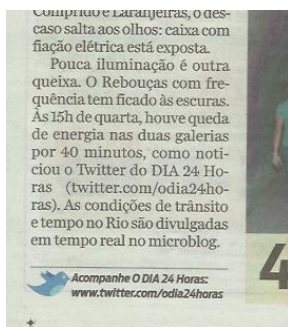 Comprido e Laranjeiras, o des-
caso salta aos olhos: caixa com
fiação elétrica está exposta.
Pouca iluminação é outra
queixa. O Rebouças com fre-
quência tem ficado às escuras.
Às 15h de quarta, houve queda
de energia nas duas galerias
por 40 minutos, como noti-
ciou o Twitter do DIA 24 Ho-
ras (twitter.com/odia24ho-
ras). As condições de trânsito
e tempo no Rio são divulgadas
em tempo real no microblog.
Acompanhe O DIA 24 Horas:
www.twitter.com/odia24horas
4